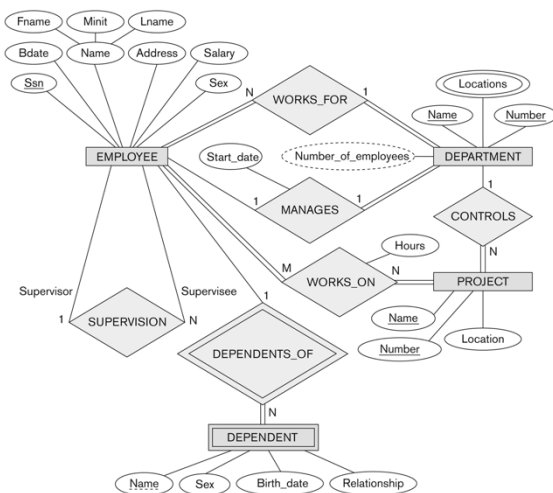 Fname Minit Lname
Bdate Name Address Salary
Ssn Sex
N WORKS_FOR 1
Locations
Name Number
EMPLOYEE
Start_date
Number_of_employees
DEPARTMENT
1 MANAGES 1
1
CONTROLS
N
Hours
M WORKS_ON N
PROJECT
Name
Number
Location
Supervisor Supervisee
1 SUPERVISION N
1
DEPENDENTS_OF
N
DEPENDENT
Name Sex Birth_date Relationship